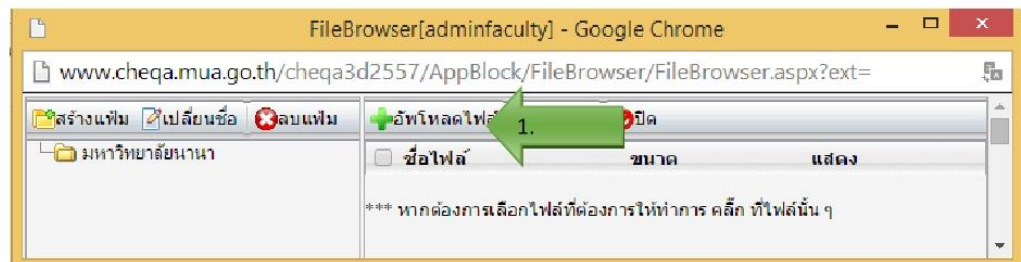 FileBrowser[adminfaculty] - Google Chrome
www.cheqa.mua.go.th/cheqa3d2557/AppBlock/FileBrowser/FileBrowser.aspx?ext=
สร้างแฟ้ม เปลี่ยนชื่อ ลบแฟ้ม
อัพโหลดไฟล์ 1. ปิด
มหาวิทยาลัยนานา
ชื่อไฟล์ ขนาด แสดง
*** หากต้องการเลือกไฟล์ที่ต้องการให้ทำการ คลิ๊ก ที่ไฟล์นั้น ๆ